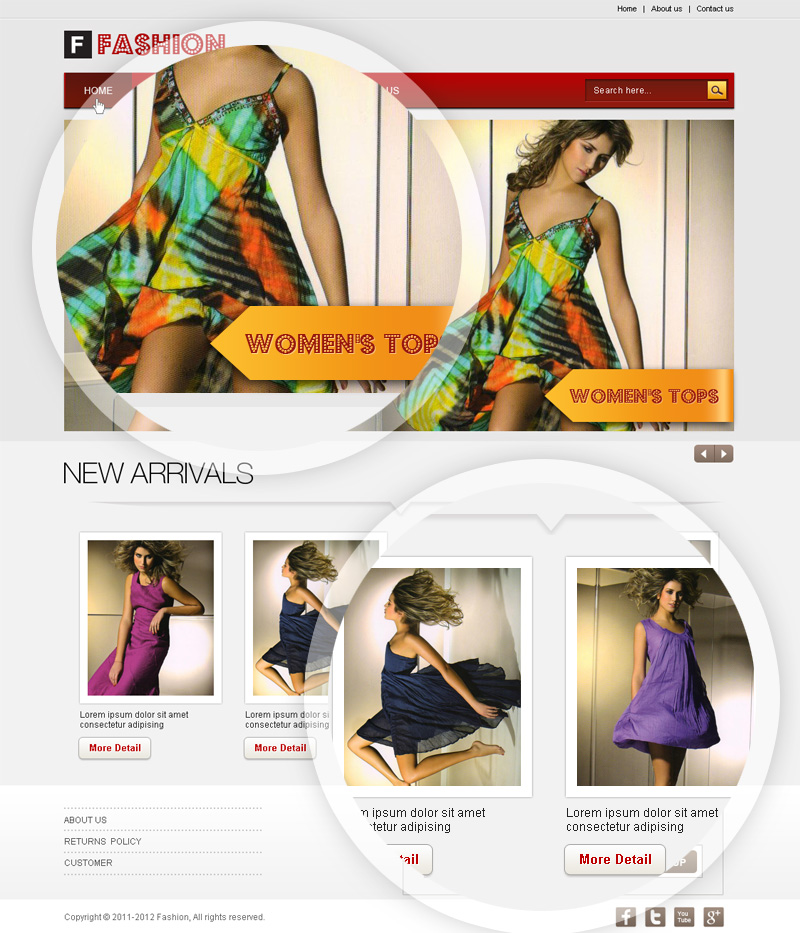 Home | About us | Contact us
F FASHION
HOME
US
Search here...
WOMEN'S TOP
WOMEN'S TOPS
NEW ARRIVALS
Lorem ipsum dolor sit amet
consectetur adipising
More Detail
Lorem ipsum dolor si
consectetur adipising
More Detail
m ipsum dolor sit amet
ctetur adipising
tail
Lorem ipsum dolor sit amet
consectetur adipising
More Detail
ABOUT US
RETURNS POLICY
CUSTOMER
Copyright © 2011-2012 Fashion, All rights reserved.
f t You Tube g+